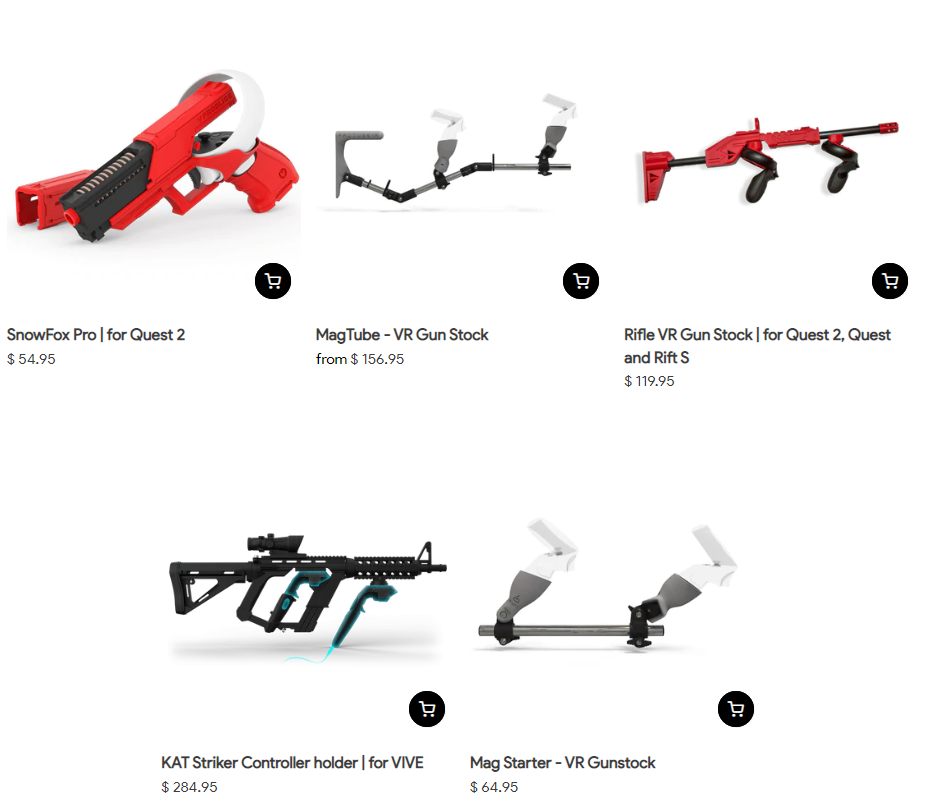 SnowFox Pro | for Quest 2
$ 54.95
MagTube - VR Gun Stock
from $ 156.95
Rifle VR Gun Stock | for Quest 2, Quest
and Rift S
$ 119.95
KAT Striker Controller holder | for VIVE
$ 284.95
Mag Starter - VR Gunstock
$ 64.95